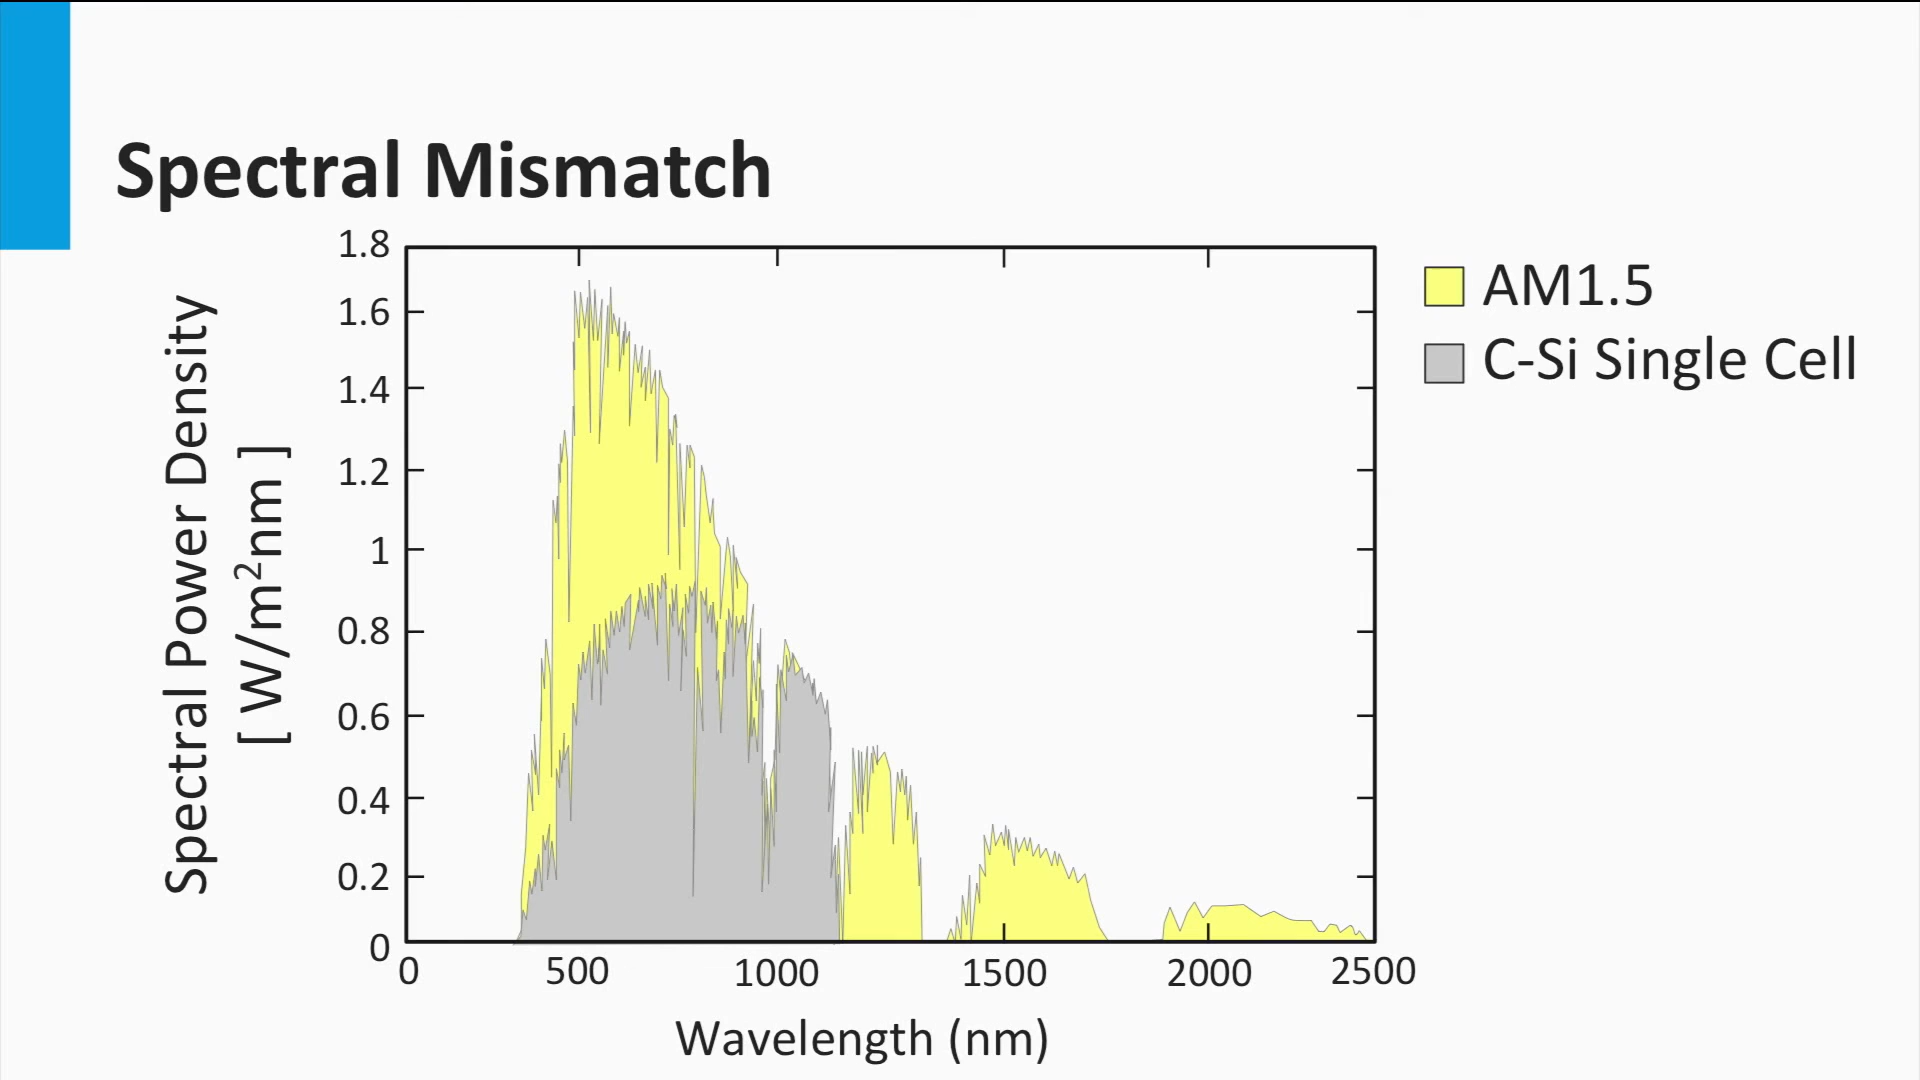 Spectral Mismatch
Spectral Power Density
[ W/m²nm ]
1.8
1.6
1.4
1.2
1
0.8
0.6
0.4
0.2
0
0 500 1000 1500 2000 2500
Wavelength (nm)
AM1.5
C-Si Single Cell